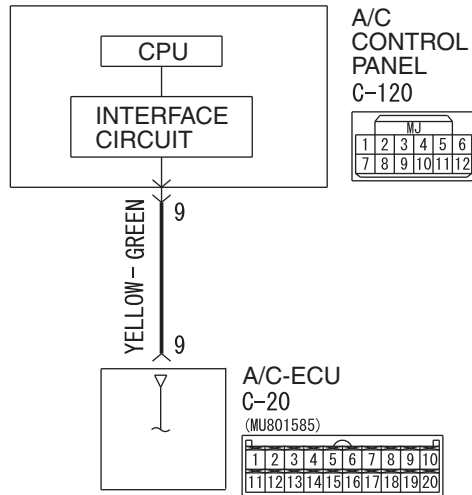 CPU
INTERFACE
CIRCUIT
A/C
CONTROL
PANEL
C-120
MJ
1 2 3 4 5 6
7 8 9 10 11 12
9
YELLOW-GREEN
9
A/C-ECU
C-20
(MU801585)
1 2 3 4 5 6 7 8 9 10
11 12 13 14 15 16 17 18 19 20